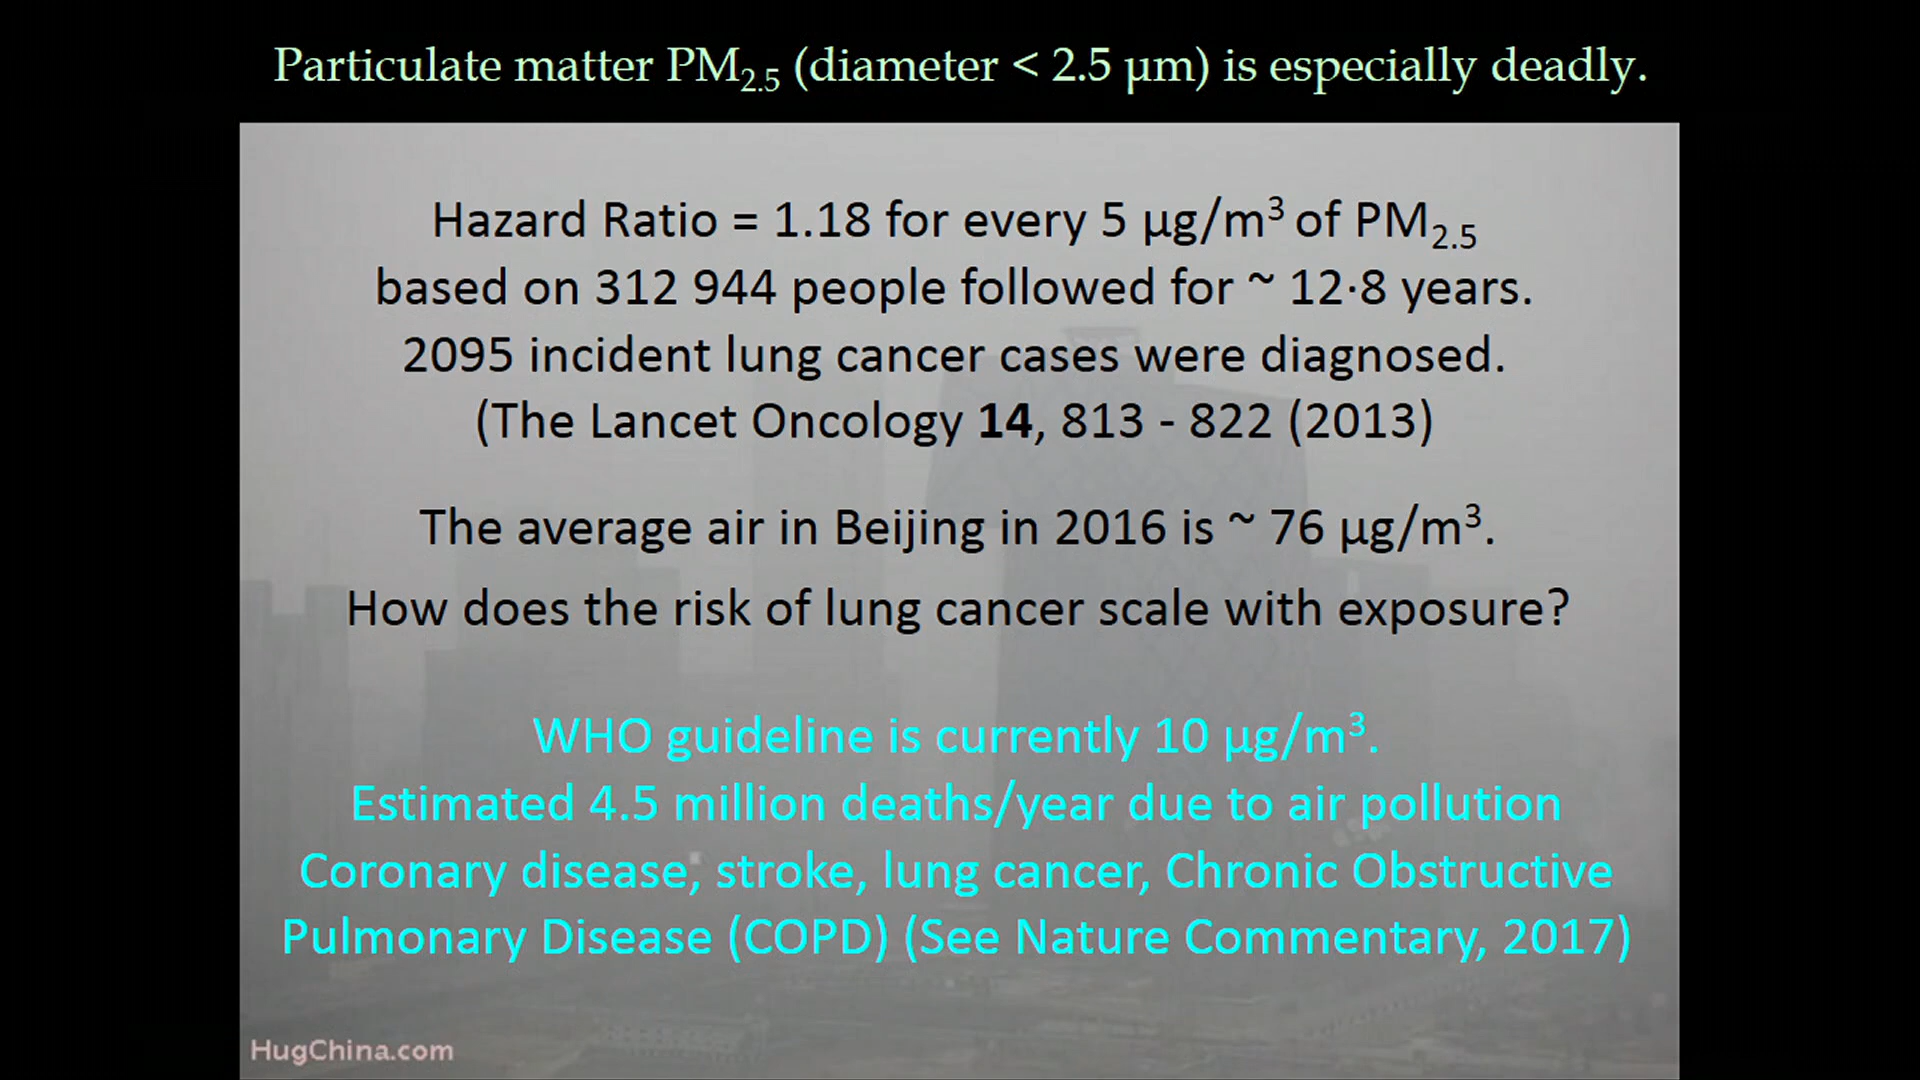 Particulate matter PM₂.₅ (diameter < 2.5 µm) is especially deadly.
Hazard Ratio = 1.18 for every 5 µg/m³ of PM₂.₅
based on 312 944 people followed for ~ 12·8 years.
2095 incident lung cancer cases were diagnosed.
(The Lancet Oncology 14, 813 - 822 (2013)
The average air in Beijing in 2016 is ~ 76 µg/m³.
How does the risk of lung cancer scale with exposure?
WHO guideline is currently 10 µg/m³.
Estimated 4.5 million deaths/year due to air pollution
Coronary disease, stroke, lung cancer, Chronic Obstructive
Pulmonary Disease (COPD) (See Nature Commentary, 2017)
HugChina.com